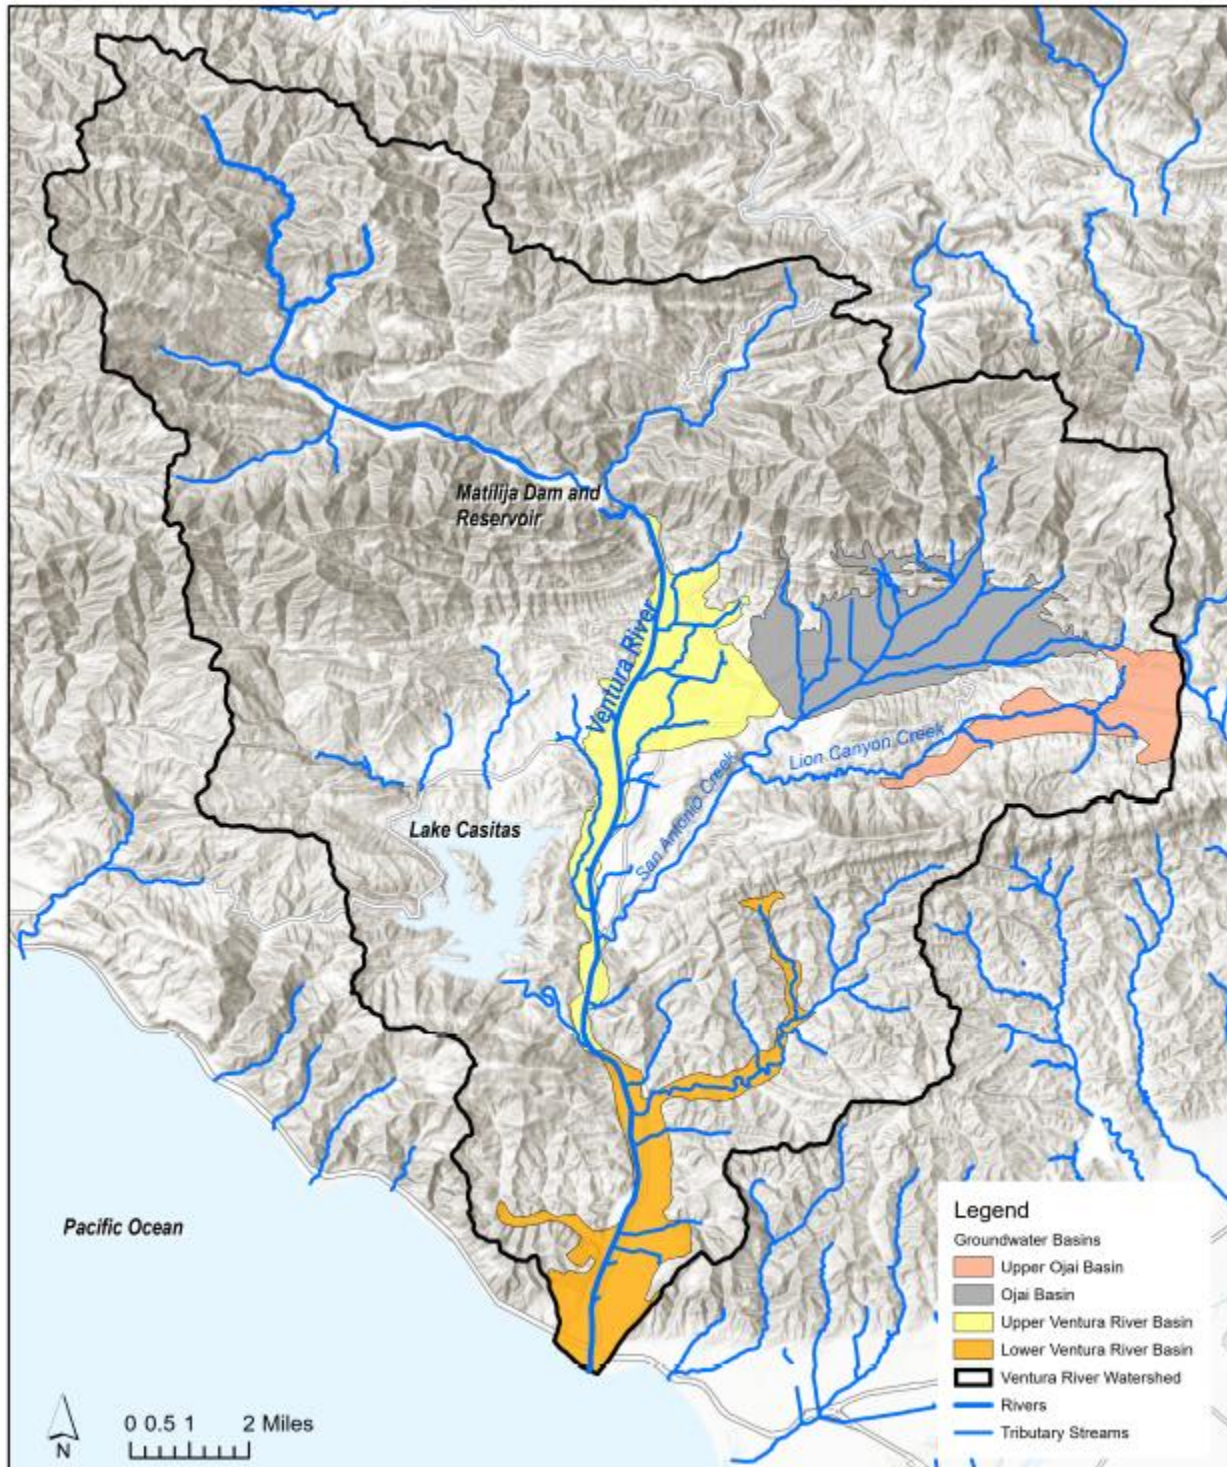 Matilija Dam and
Reservoir
Ventura River
Lion Canyon Creek
San Antonio Creek
Lake Casitas
Pacific Ocean
N
0 0.5 1 2 Miles
Legend
Groundwater Basins
Upper Ojai Basin
Ojai Basin
Upper Ventura River Basin
Lower Ventura River Basin
Ventura River Watershed
Rivers
Tributary Streams